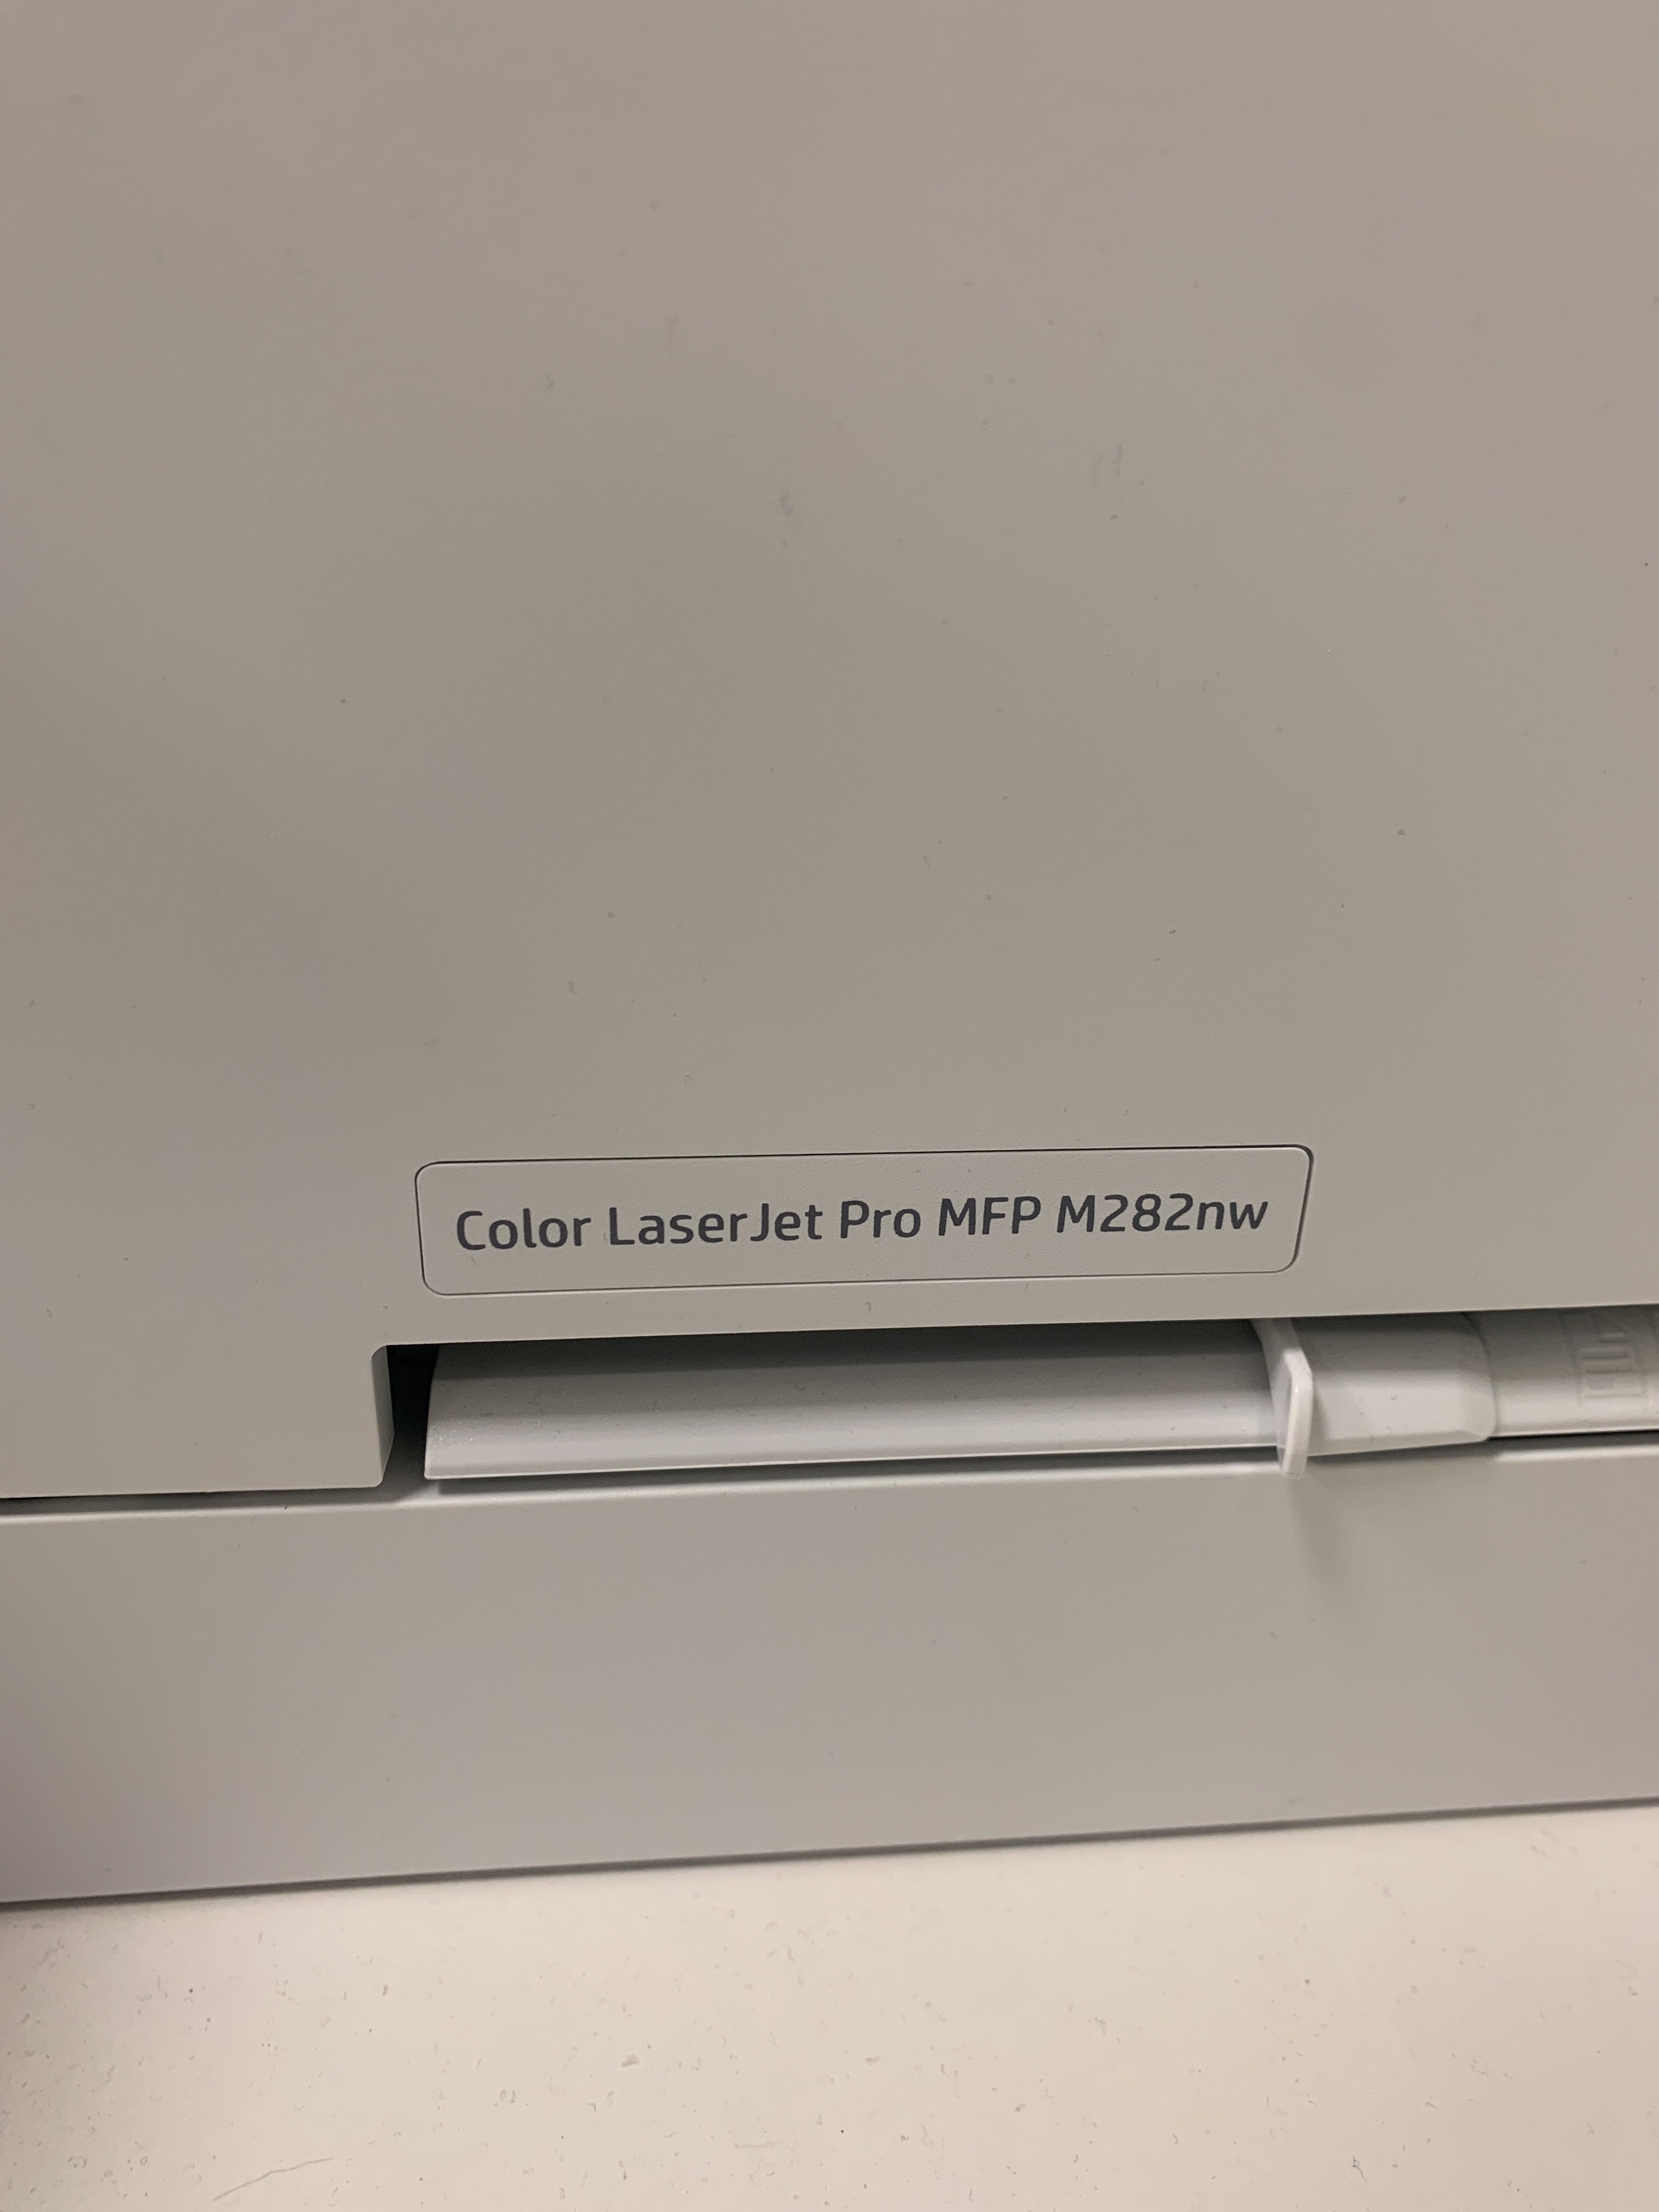 Color LaserJet Pro MFP M282nw